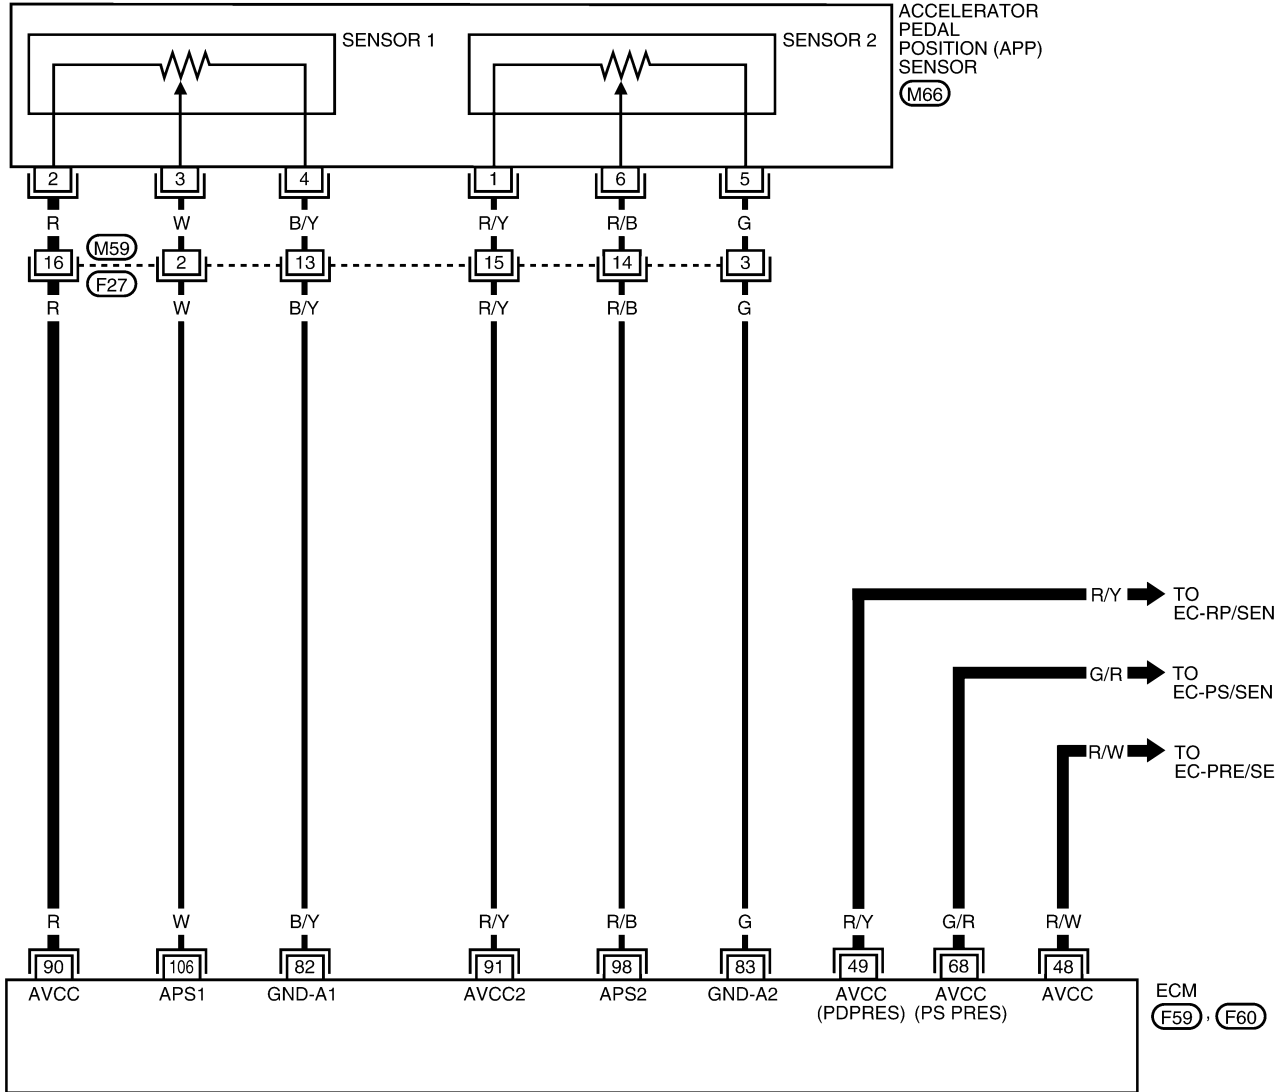 SENSOR 1
SENSOR 2
ACCELERATOR
PEDAL
POSITION (APP)
SENSOR
M66
2 3 4 1 6 5
R W B/Y R/Y R/B G
M59
16 2 13 15 14 3
F27
R W B/Y R/Y R/B G
R/Y TO
EC-RP/SEN
G/R TO
EC-PS/SEN
R/W TO
EC-PRE/SE
R W B/Y R/Y R/B G R/Y G/R R/W
90 106 82 91 98 83 49 68 48
AVCC APS1 GND-A1 AVCC2 APS2 GND-A2 AVCC AVCC AVCC
(PDPRES) (PS PRES)
ECM
F59 , F60